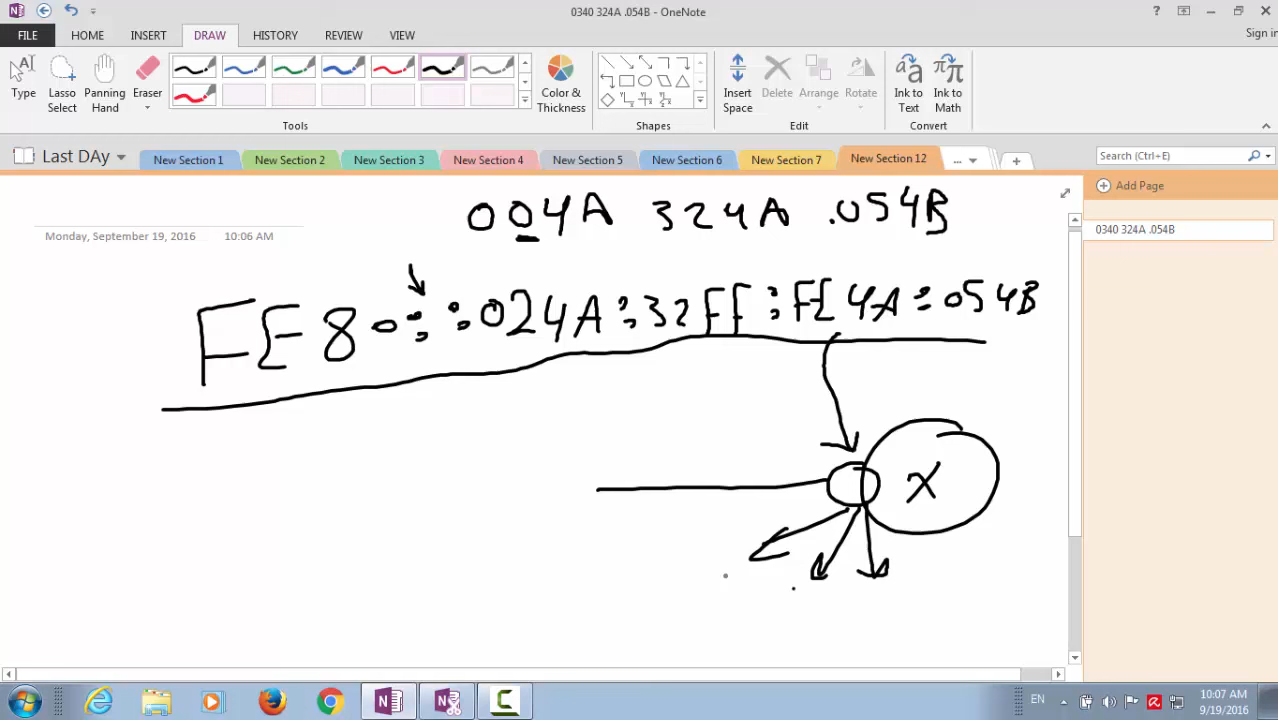 0340 324A .054B - OneNote
Sign in
FILE HOME INSERT DRAW HISTORY REVIEW VIEW
Type
Lasso Select
Panning Hand
Eraser
Color & Thickness
Insert Space
Delete
Arrange
Rotate
Ink to Text
Ink to Math
Tools
Shapes
Edit
Convert
Last DAy
New Section 1 New Section 2 New Section 3 New Section 4 New Section 5 New Section 6 New Section 7 New Section 12 ...
Search (Ctrl+E)
Add Page
0340 324A .054B
Monday, September 19, 2016 10:06 AM
004A 324A .054B
FE80::024A:32FF:FE4A:054B
X
EN
10:07 AM
9/19/2016